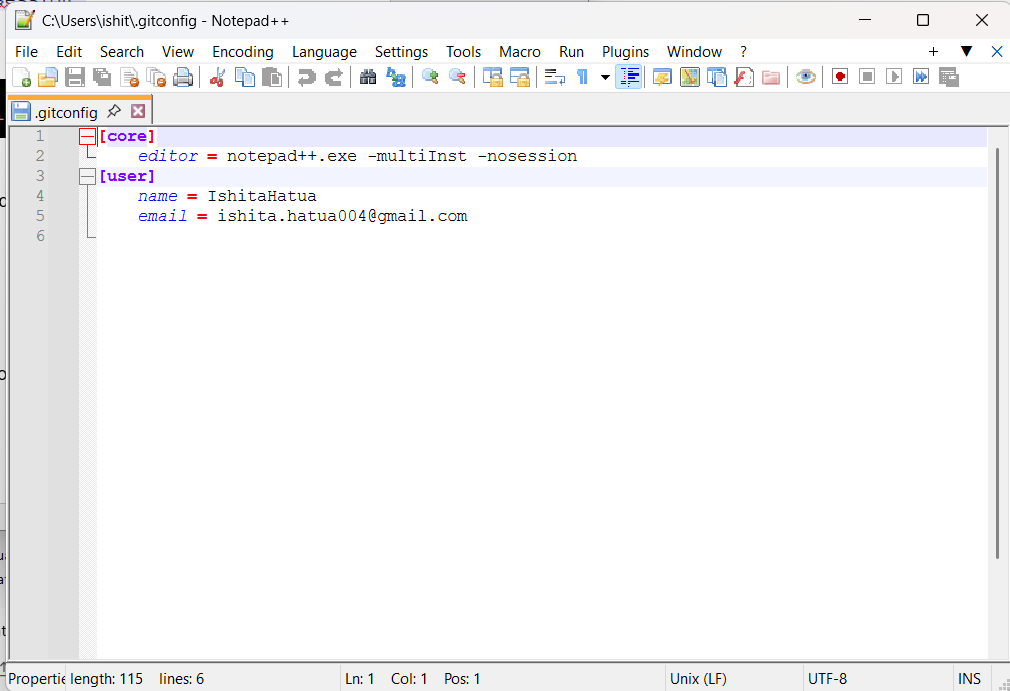 C:\Users\ishit\.gitconfig - Notepad++
File Edit Search View Encoding Language Settings Tools Macro Run Plugins Window ? + ▼ X
.gitconfig
1 [core]
2 editor = notepad++.exe -multiInst -nosession
3 [user]
4 name = IshitaHatua
5 email = ishita.hatua004@gmail.com
6
Propertie length: 115 lines: 6 Ln: 1 Col: 1 Pos: 1 Unix (LF) UTF-8 INS